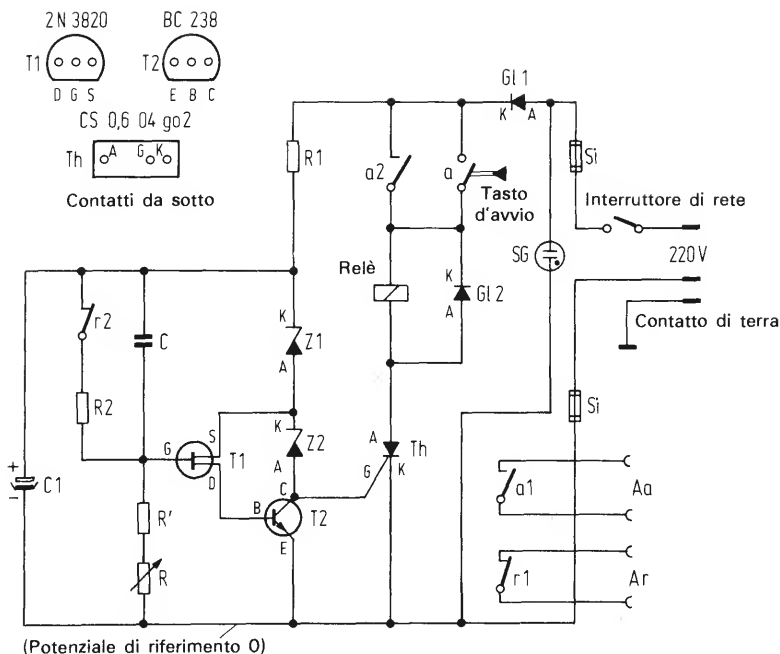 2N 3820
BC 238
T1
T2
D G S
E B C
CS 0,6 04 go2
Th
A G K
Contatti da sotto
Gl 1
K A
R1
a2
a
Tasto
d'avvio
Si
Interruttore di rete
SG
220V
Relè
K
Gl 2
A
Contatto di terra
r2
C
K
Z1
A
R2
S
K
Z2
G
T1
A
D
C
A
Th
G
K
Si
+
C1
-
R'
B
T2
E
a1
Aa
R
r1
Ar
(Potenziale di riferimento 0)